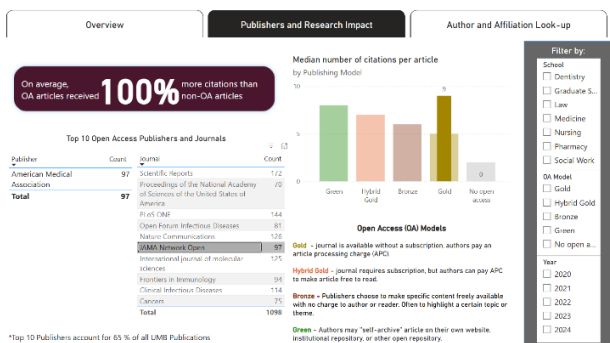 Overview
Publishers and Research Impact
Author and Affiliation Look-up
On average,
OA articles received
100%
more citations than
non-OA articles
Top 10 Open Access Publishers and Journals
Publisher Count
American Medical 97
Association
Total 97
Journal Count
Scientific Reports 172
Proceedings of the National Academy 70
of Sciences of the United States of
America
PLoS ONE 144
Open Forum Infectious Diseases 81
Nature Communications 126
JAMA Network Open 97
International journal of molecular 125
sciences
Frontiers in Immunology 94
Clinical Infectious Diseases 114
Cancers 75
Total 1098
*Top 10 Publishers account for 65 % of all UMB Publications
Median number of citations per article
by Publishing Model
10
5
0
9
0
Green
Hybrid
Gold
Bronze
Gold
No open
access
Open Access (OA) Models
Gold - journal is available without a subscription, authors pay an
article processing charge (APC).
Hybrid Gold - journal requires subscription, but authors can pay APC
to make article free to read.
Bronze - Publishers choose to make specific content freely available
with no charge to author or reader. Often to highlight a certain topic or
theme.
Green - Authors may "self-archive" article on their own website,
institutional repository, or other open repository.
Filter by:
School
Dentistry
Graduate S...
Law
Medicine
Nursing
Pharmacy
Social Work
OA Model
Gold
Hybrid Gold
Bronze
Green
No open a...
Year
2020
2021
2022
2023
2024